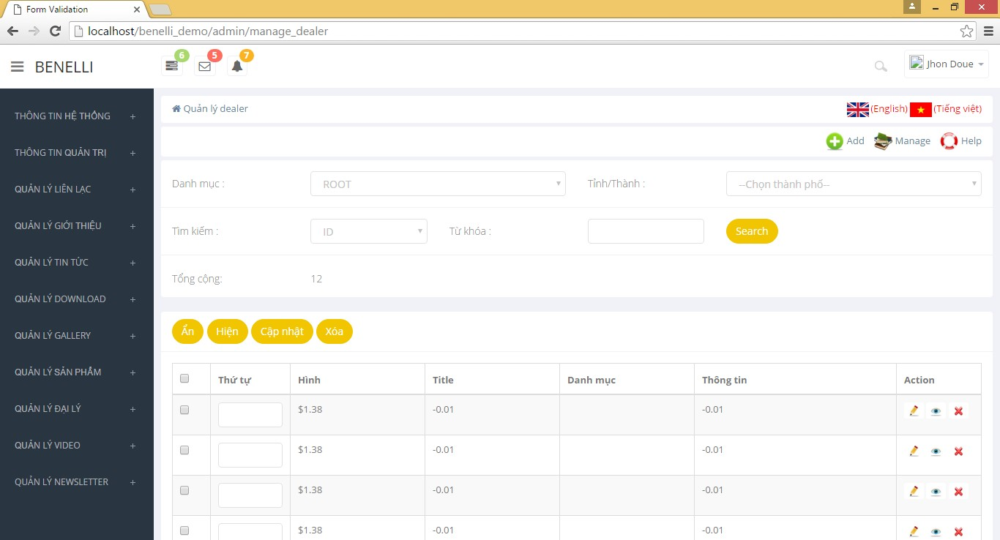 Form Validation
localhost/benelli_demo/admin/manage_dealer
BENELLI
6
5
7
Jhon Doue
THÔNG TIN HỆ THỐNG +
THÔNG TIN QUẢN TRỊ +
QUẢN LÝ LIÊN LẠC +
QUẢN LÝ GIỚI THIỆU +
QUẢN LÝ TIN TỨC +
QUẢN LÝ DOWNLOAD +
QUẢN LÝ GALLERY +
QUẢN LÝ SẢN PHẨM +
QUẢN LÝ ĐẠI LÝ +
QUẢN LÝ VIDEO +
QUẢN LÝ NEWSLETTER +
Quản lý dealer
(English) (Tiếng việt)
Add Manage Help
Danh mục : ROOT Tỉnh/Thành : --Chọn thành phố--
Tìm kiếm : ID Từ khóa : Search
Tổng cộng: 12
Ẩn Hiện Cập nhật Xóa
Thứ tự Hình Title Danh mục Thông tin Action
$1.38 -0.01 -0.01
$1.38 -0.01 -0.01
$1.38 -0.01 -0.01
$1.38 -0.01 -0.01